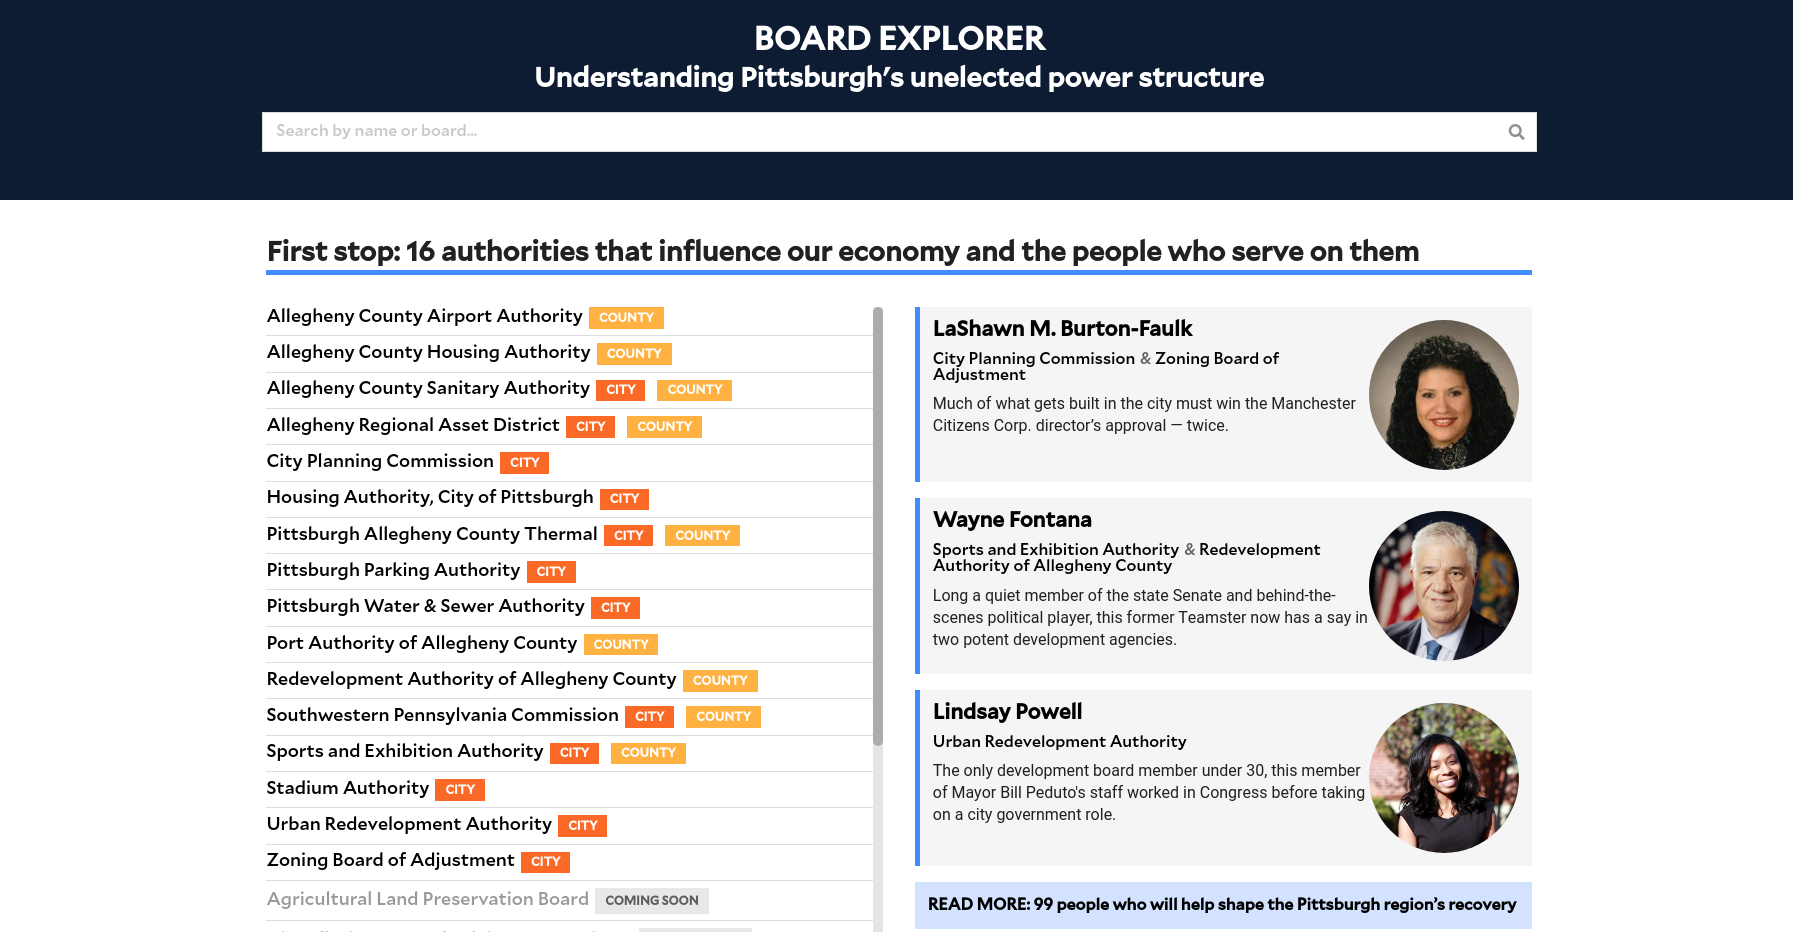 BOARD EXPLORER
Understanding Pittsburgh's unelected power structure
Search by name or board...
First stop: 16 authorities that influence our economy and the people who serve on them
Allegheny County Airport Authority COUNTY
Allegheny County Housing Authority COUNTY
Allegheny County Sanitary Authority CITY COUNTY
Allegheny Regional Asset District CITY COUNTY
City Planning Commission CITY
Housing Authority, City of Pittsburgh CITY
Pittsburgh Allegheny County Thermal CITY COUNTY
Pittsburgh Parking Authority CITY
Pittsburgh Water & Sewer Authority CITY
Port Authority of Allegheny County COUNTY
Redevelopment Authority of Allegheny County COUNTY
Southwestern Pennsylvania Commission CITY COUNTY
Sports and Exhibition Authority CITY COUNTY
Stadium Authority CITY
Urban Redevelopment Authority CITY
Zoning Board of Adjustment CITY
Agricultural Land Preservation Board COMING SOON
LaShawn M. Burton-Faulk
City Planning Commission & Zoning Board of
Adjustment
Much of what gets built in the city must win the Manchester
Citizens Corp. director’s approval — twice.
Wayne Fontana
Sports and Exhibition Authority & Redevelopment
Authority of Allegheny County
Long a quiet member of the state Senate and behind-the-
scenes political player, this former Teamster now has a say in
two potent development agencies.
Lindsay Powell
Urban Redevelopment Authority
The only development board member under 30, this member
of Mayor Bill Peduto's staff worked in Congress before taking
on a city government role.
READ MORE: 99 people who will help shape the Pittsburgh region's recovery